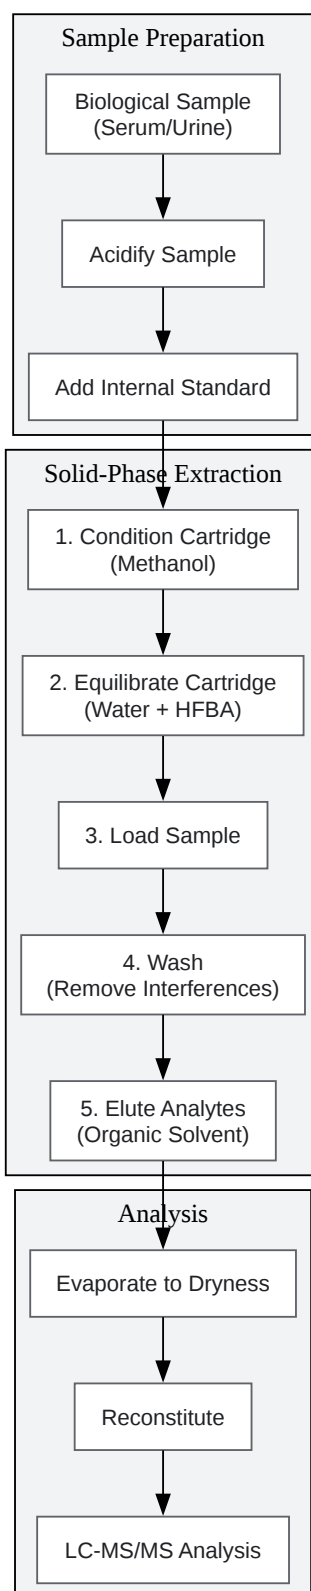 Sample Preparation
Biological Sample
(Serum/Urine)
Acidify Sample
Add Internal Standard
Solid-Phase Extraction
1. Condition Cartridge
(Methanol)
2. Equilibrate Cartridge
(Water + HFBA)
3. Load Sample
4. Wash
(Remove Interferences)
5. Elute Analytes
(Organic Solvent)
Analysis
Evaporate to Dryness
Reconstitute
LC-MS/MS Analysis